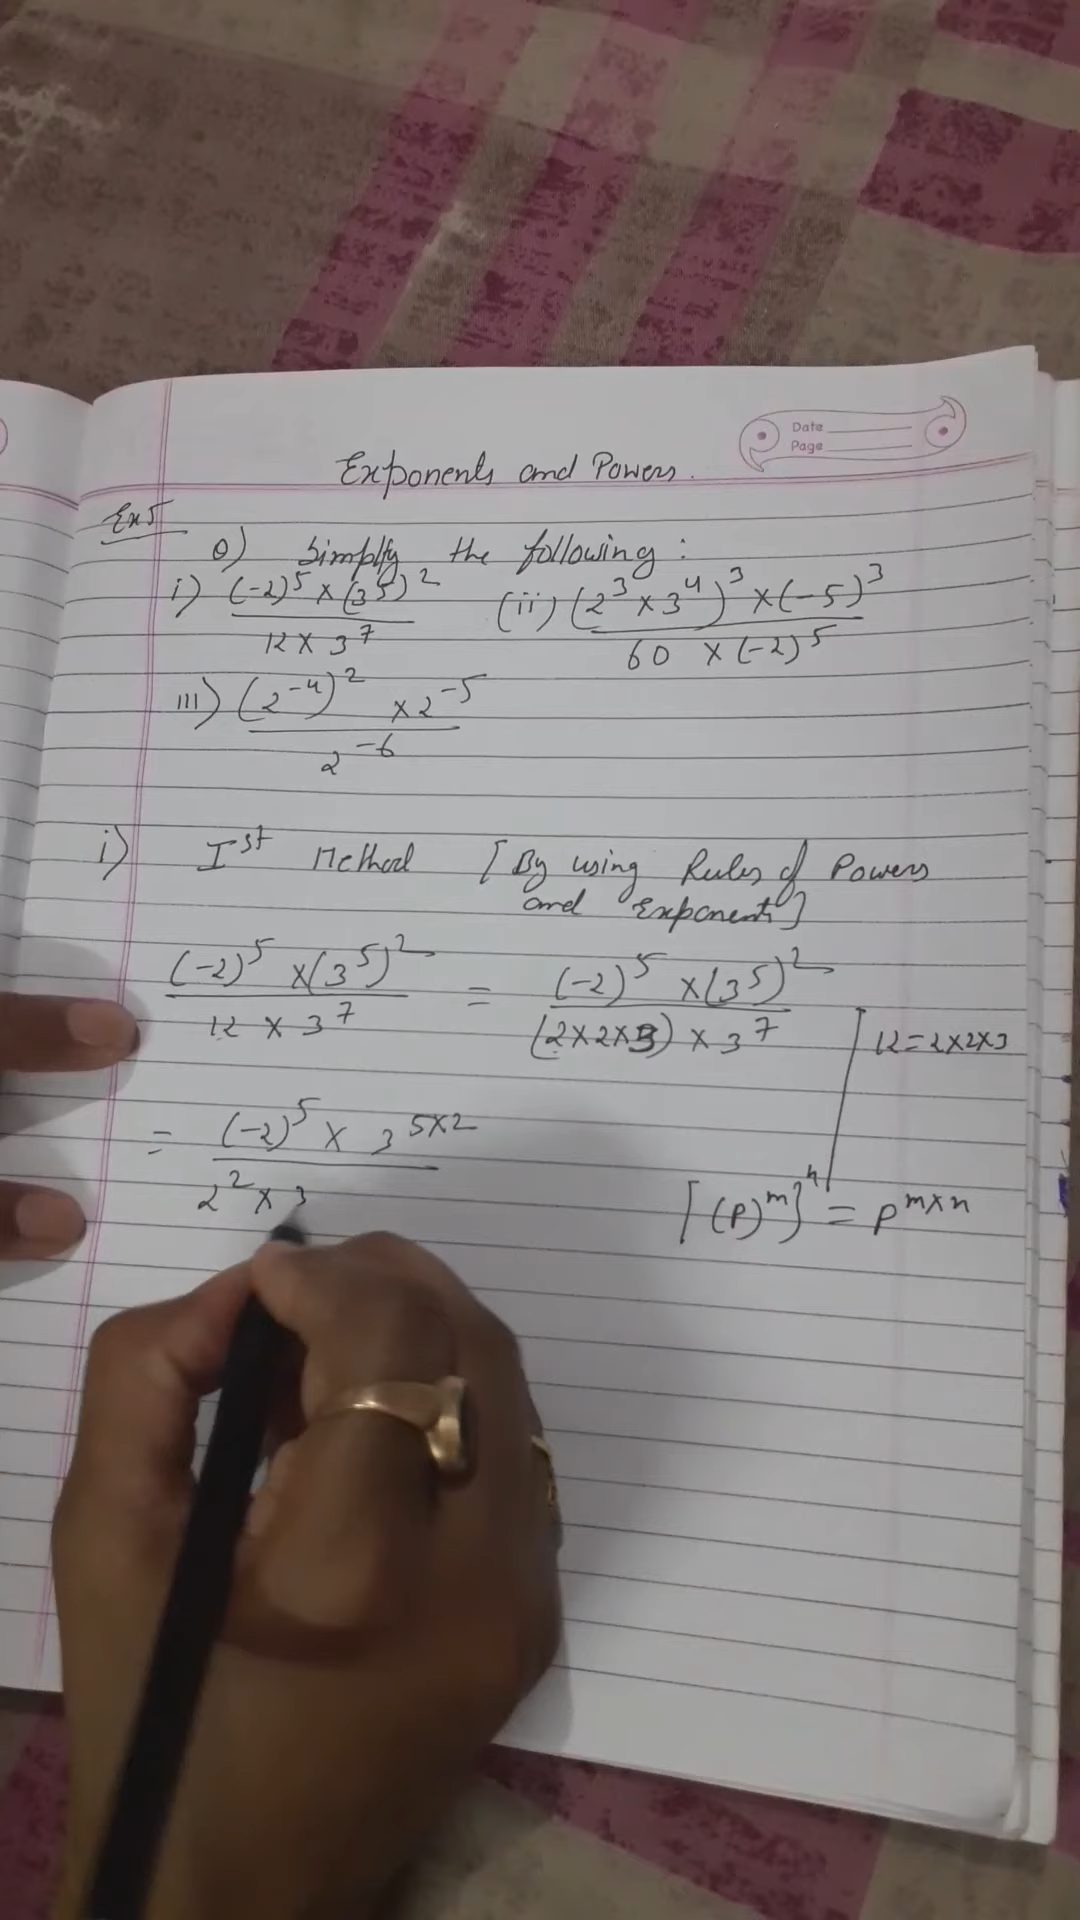 Date
Page
Exponents and Powers.
Ex 5
Q) Simplfy the following :
i) (-2)^5 × (3^5)^2 / 12 × 3^7 (ii) (2^3 × 3^4)^3 × (-5)^3 / 60 × (-2)^5
iii) (2^-4)^2 × 2^-5 / 2^-6
i) Ist Method [By using Rules of Powers
and Exponents]
(-2)^5 × (3^5)^2 / 12 × 3^7 = (-2)^5 × (3^5)^2 / (2×2×3) × 3^7 12=2×2×3
= (-2)^5 × 3^5×2 / 2^2 × 3 [(P)^m]^n = P^m×n